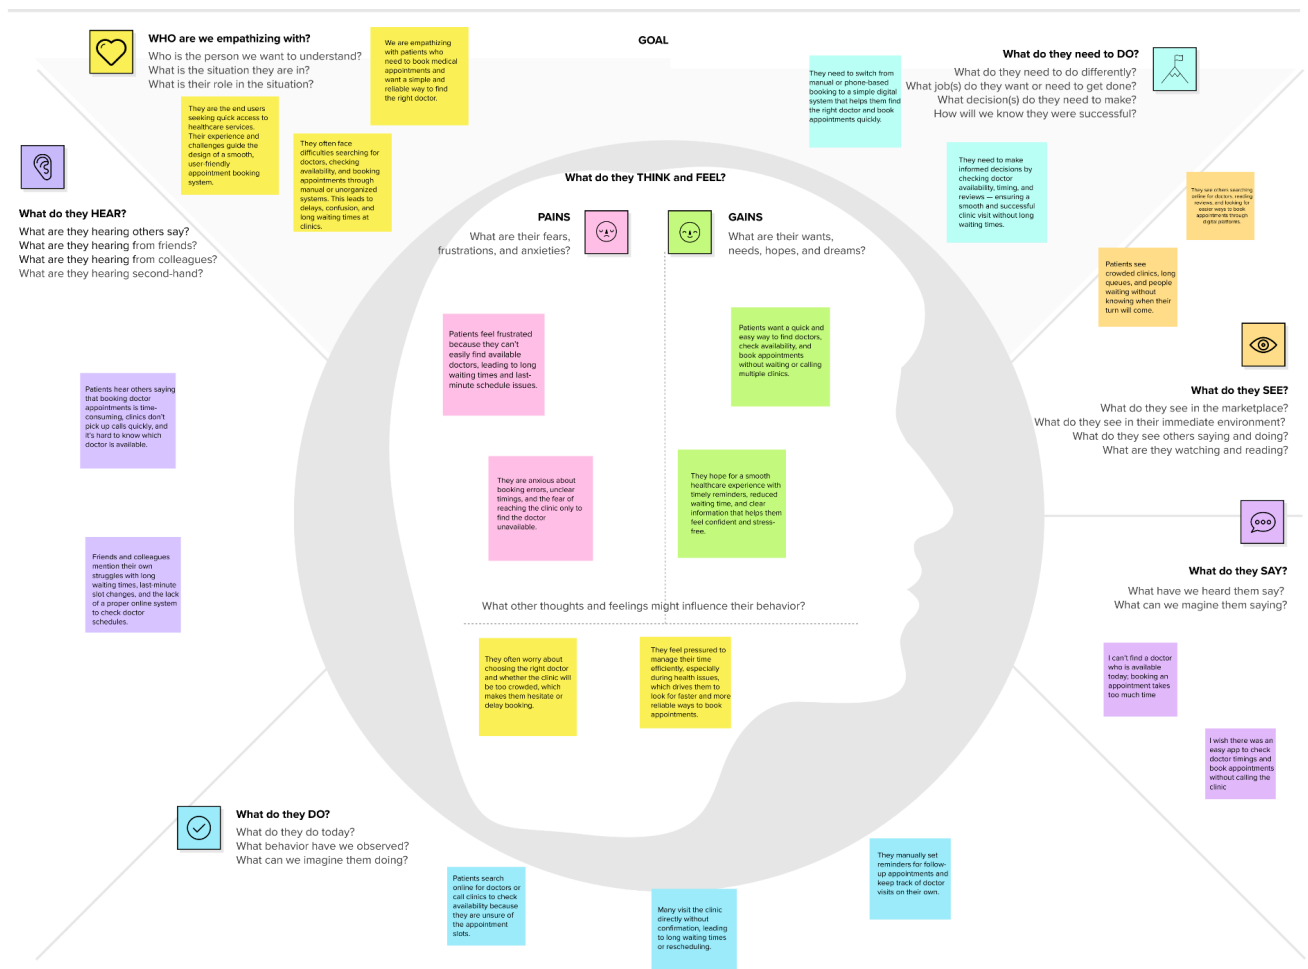 GOAL
WHO are we empathizing with?
Who is the person we want to understand?
What is the situation they are in?
What is their role in the situation?
We are empathizing
with patients who
need to book medical
appointments and
want a simple and
reliable way to find
the right doctor.
They are the end users
seeking quick access to
healthcare services.
Their experience and
challenges guide the
design of a smooth,
user-friendly
appointment booking
system.
They often face
difficulties searching for
doctors, checking
availability, and booking
appointments through
manual or unorganized
systems. This leads to
delays, confusion, and
long waiting times at
clinics.
What do they need to DO?
What do they need to do differently?
What job(s) do they want or need to get done?
What decision(s) do they need to make?
How will we know they were successful?
They need to switch from
manual or phone-based
booking to a simple digital
system that helps them find
the right doctor and book
appointments quickly.
They need to make
informed decisions by
checking doctor
availability, timing, and
reviews — ensuring a
smooth and successful
clinic visit without long
waiting times.
They see others searching
online for doctors, reading
reviews, and looking for
easier ways to book
appointments through
digital platforms.
Patients see
crowded clinics, long
queues, and people
waiting without
knowing when their
turn will come.
What do they SEE?
What do they see in the marketplace?
What do they see in their immediate environment?
What do they see others saying and doing?
What are they watching and reading?
What do they SAY?
What have we heard them say?
What can we magine them saying?
I can't find a doctor
who is available
today; booking an
appointment takes
too much time
I wish there was an
easy app to check
doctor timings and
book appointments
without calling the
clinic
What do they DO?
What do they do today?
What behavior have we observed?
What can we imagine them doing?
Patients search
online for doctors or
call clinics to check
availability because
they are unsure of
the appointment
slots.
Many visit the clinic
directly without
confirmation, leading
to long waiting times
or rescheduling.
They manually set
reminders for follow-
up appointments and
keep track of doctor
visits on their own.
What do they HEAR?
What are they hearing others say?
What are they hearing from friends?
What are they hearing from colleagues?
What are they hearing second-hand?
Patients hear others saying
that booking doctor
appointments is time-
consuming, clinics don't
pick up calls quickly, and
it's hard to know which
doctor is available.
Friends and colleagues
mention their own
struggles with long
waiting times, last-minute
slot changes, and the lack
of a proper online system
to check doctor
schedules.
What do they THINK and FEEL?
PAINS
What are their fears,
frustrations, and anxieties?
GAINS
What are their wants,
needs, hopes, and dreams?
Patients feel frustrated
because they can't
easily find available
doctors, leading to long
waiting times and last-
minute schedule issues.
They are anxious about
booking errors, unclear
timings, and the fear of
reaching the clinic only to
find the doctor
unavailable.
Patients want a quick and
easy way to find doctors,
check availability, and
book appointments
without waiting or calling
multiple clinics.
They hope for a smooth
healthcare experience with
timely reminders, reduced
waiting time, and clear
information that helps them
feel confident and stress-
free.
What other thoughts and feelings might influence their behavior?
They often worry about
choosing the right doctor
and whether the clinic will
be too crowded, which
makes them hesitate or
delay booking.
They feel pressured to
manage their time
efficiently, especially
during health issues,
which drives them to
look for faster and more
reliable ways to book
appointments.